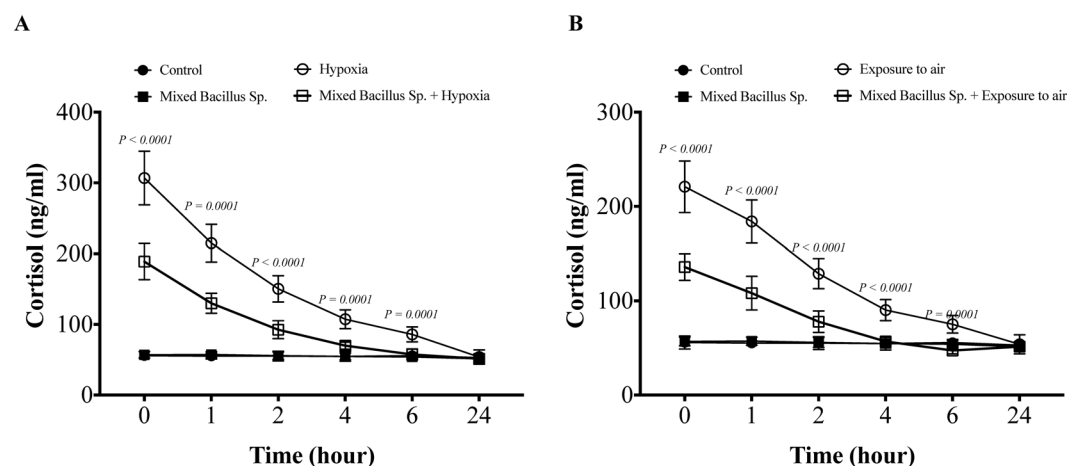 A
Control
Hypoxia
Mixed Bacillus Sp.
Mixed Bacillus Sp. + Hypoxia
400
300
200
100
0
Cortisol (ng/ml)
P < 0.0001
P = 0.0001
P < 0.0001
P = 0.0001
P = 0.0001
0 1 2 4 6 24
Time (hour)
B
Control
Exposure to air
Mixed Bacillus Sp.
Mixed Bacillus Sp. + Exposure to air
300
200
100
0
Cortisol (ng/ml)
P < 0.0001
P < 0.0001
P < 0.0001
P < 0.0001
P = 0.0001
0 1 2 4 6 24
Time (hour)